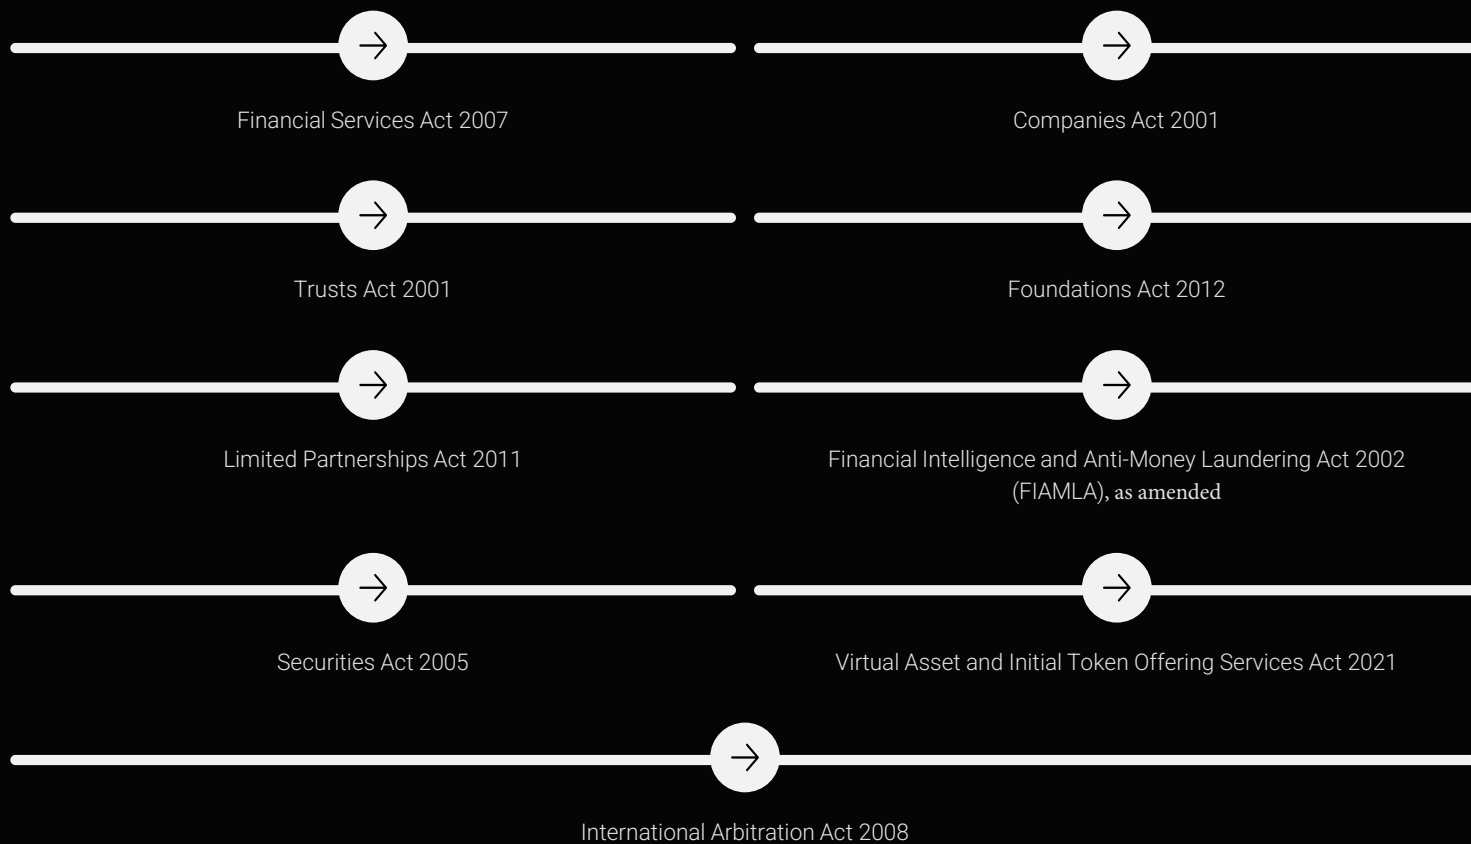 Financial Services Act 2007
Companies Act 2001
Trusts Act 2001
Foundations Act 2012
Limited Partnerships Act 2011
Financial Intelligence and Anti-Money Laundering Act 2002
(FIAMLA), as amended
Securities Act 2005
Virtual Asset and Initial Token Offering Services Act 2021
International Arbitration Act 2008